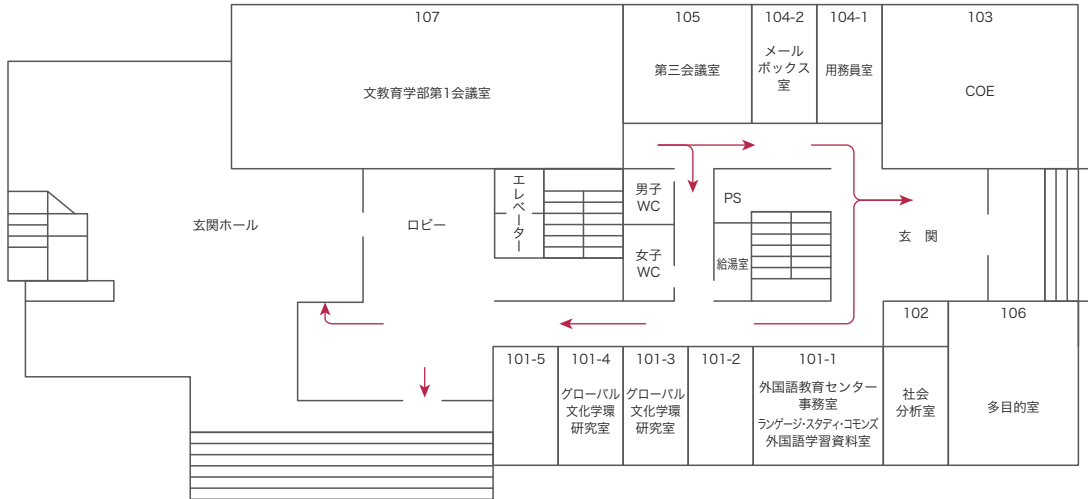 107
文教育学部第1会議室
105
第三会議室
104-2
メール
ボックス
室
104-1
用務員室
103
COE
玄関ホール
ロビー
エレベーター
男子
WC
女子
WC
PS
給湯室
玄　関
101-5
101-4
グローバル
文化学環
研究室
101-3
グローバル
文化学環
研究室
101-2
101-1
外国語教育センター
事務室
ランゲージ・スタディ・コモンズ
外国語学習資料室
102
社会
分析室
106
多目的室